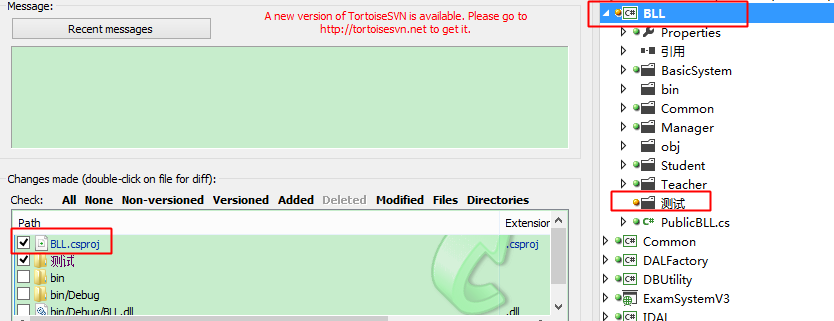 Message:
Recent messages
A new version of TortoiseSVN is available. Please go to
http://tortoisesvn.net to get it.
Changes made (double-click on file for diff):
Check: All None Non-versioned Versioned Added Deleted Modified Files Directories
Path Extension
BLL.csproj .csproj
测试
bin
bin/Debug
bin/Debug/BLL.dll .dll
C# BLL
Properties
引用
BasicSystem
bin
Common
Manager
obj
Student
Teacher
测试
C# PublicBLL.cs
C# Common
C# DALFactory
C# DBUtility
ExamSystemV3
C# IDAL